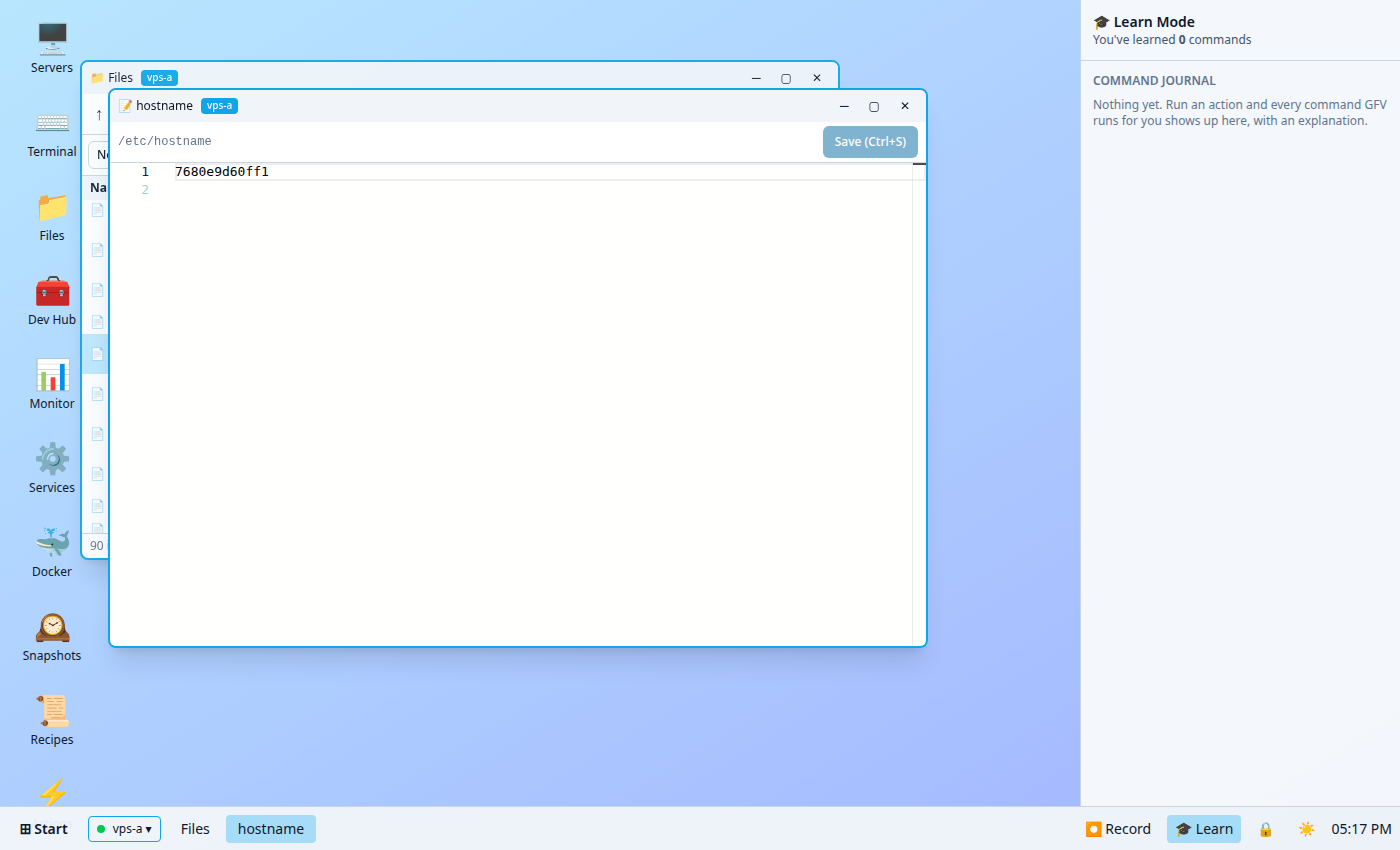 Servers
Terminal
Files
Dev Hub
Monitor
Services
Docker
Snapshots
Recipes
Files vps-a
hostname vps-a
/etc/hostname
Save (Ctrl+S)
1 7680e9d60ff1
2
Na
90
Learn Mode
You've learned 0 commands
COMMAND JOURNAL
Nothing yet. Run an action and every command GFV
runs for you shows up here, with an explanation.
Start
vps-a ▾
Files
hostname
Record
Learn
05:17 PM